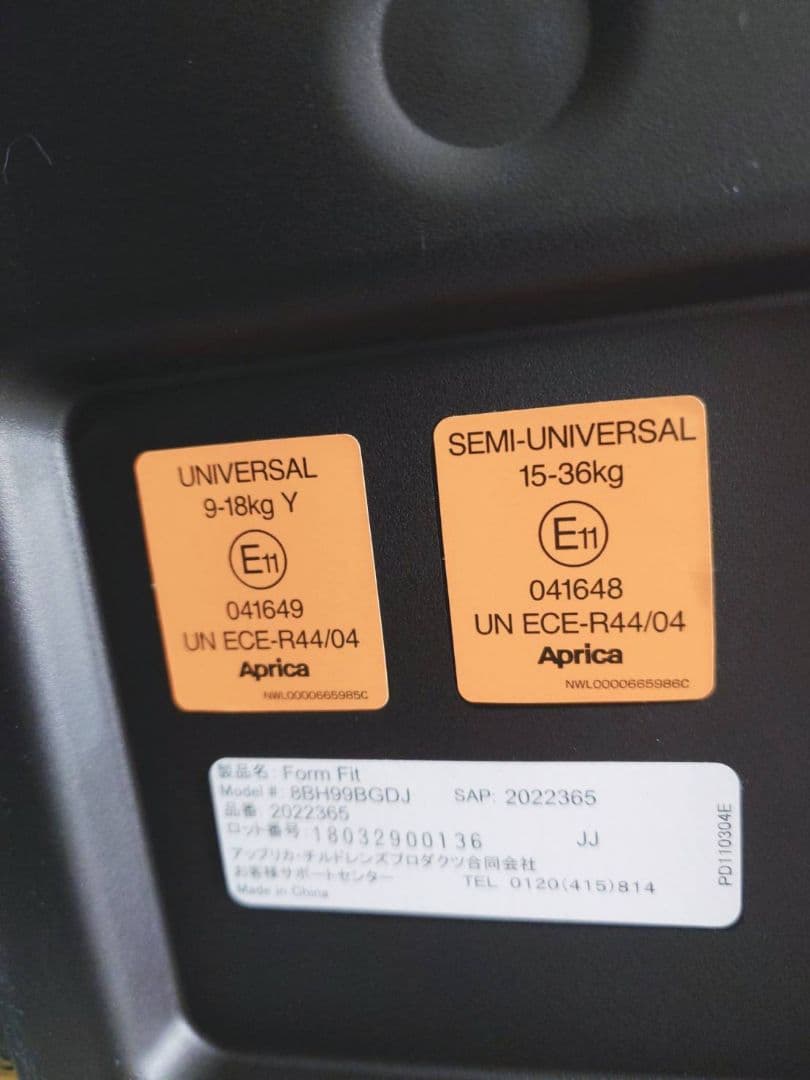 UNIVERSAL
9-18kg Y
E11
041649
UN ECE-R44/04
Aprica
NWL0000665985C
SEMI-UNIVERSAL
15-36kg
E11
041648
UN ECE-R44/04
Aprica
NWL0000665986C
製品名: Form Fit
Model #: 8BH99BGDJ SAP: 2022365
品番: 2022365
ロット番号 18032900136 JJ
アップリカ・チルドレンズプロダクツ合同会社
お客様サポートセンター TEL 0120(415)814
Made in China
PD110304E